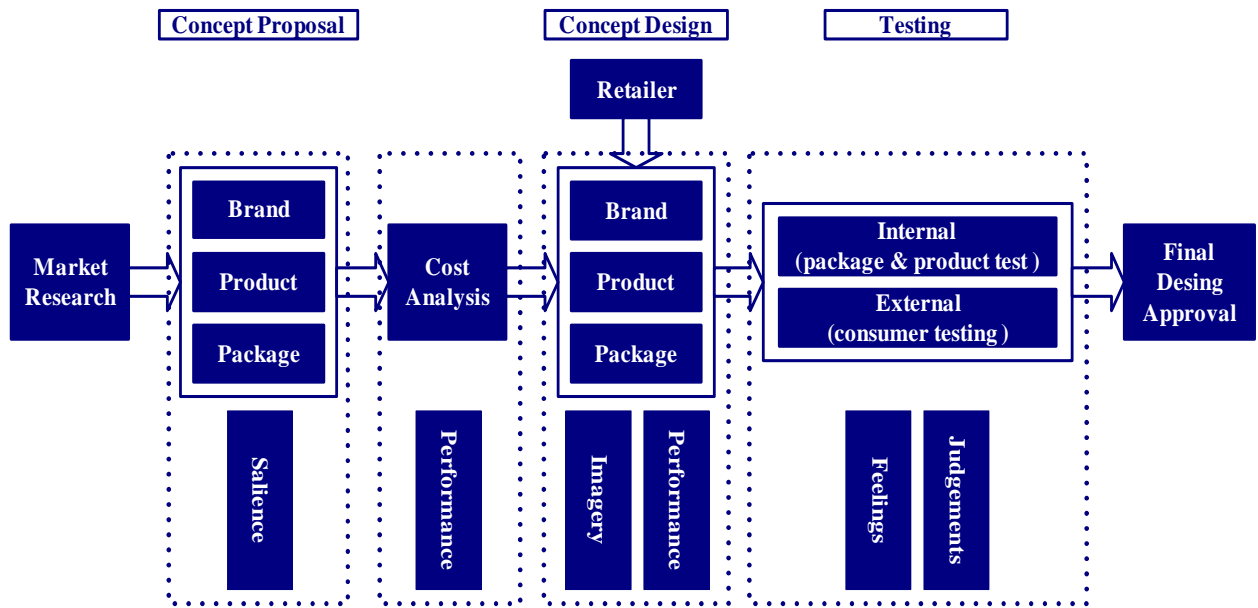 Concept Proposal
Concept Design
Testing
Retailer
Market
Research
Brand
Product
Package
Cost
Analysis
Brand
Product
Package
Internal
(package & product test )
External
(consumer testing )
Final
Desing
Approval
Salience
Performance
Imagery
Performance
Feelings
Judgements